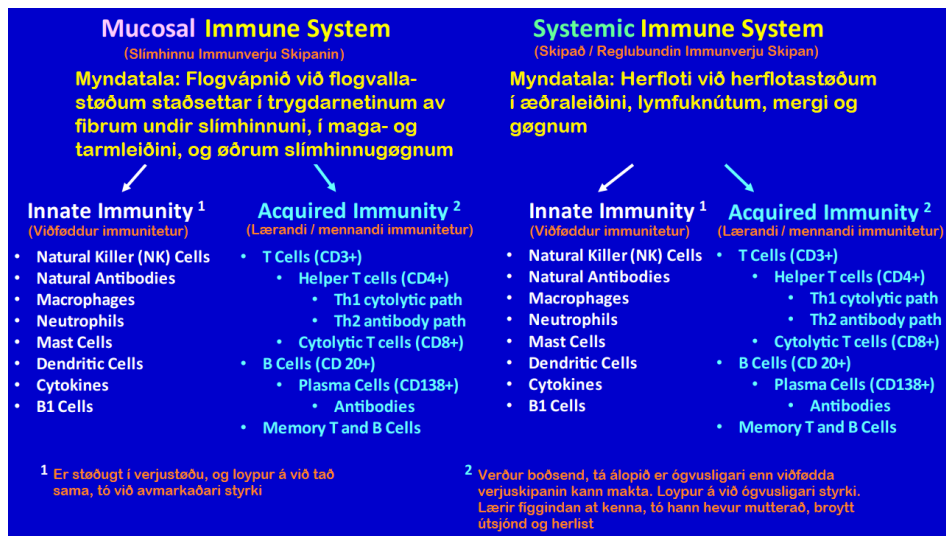 Mucosal Immune System
(Slímhinnu Immunverju Skipanin)
Myndatala: Flogvápnið við flogvalla-
støðum staðsettar í trygdarnetinum av
fibrum undir slímhinnuni, í maga- og
tarmleiðini, og øðrum slímhinnugøgnum
Innate Immunity 1
(Viðføddur immunitetur)
• Natural Killer (NK) Cells
• Natural Antibodies
• Macrophages
• Neutrophils
• Mast Cells
• Dendritic Cells
• Cytokines
• B1 Cells
Acquired Immunity 2
(Lærandi / mennandi immunitetur)
• T Cells (CD3+)
• Helper T cells (CD4+)
• Th1 cytolytic path
• Th2 antibody path
• Cytolytic T cells (CD8+)
• B Cells (CD 20+)
• Plasma Cells (CD138+)
• Antibodies
• Memory T and B Cells
Systemic Immune System
(Skipað / Reglubundin Immunverju Skipan)
Myndatala: Herfloti við herflotastøðum
í æðraleiðini, lymfuknútum, mergi og
gøgnum
Innate Immunity 1
(Viðføddur immunitetur)
• Natural Killer (NK) Cells
• Natural Antibodies
• Macrophages
• Neutrophils
• Mast Cells
• Dendritic Cells
• Cytokines
• B1 Cells
Acquired Immunity 2
(Lærandi / mennandi immunitetur)
• T Cells (CD3+)
• Helper T cells (CD4+)
• Th1 cytolytic path
• Th2 antibody path
• Cytolytic T cells (CD8+)
• B Cells (CD 20+)
• Plasma Cells (CD138+)
• Antibodies
• Memory T and B Cells
1 Er støðugt í verjustøðu, og loypur á við tað
sama, tó við avmarkaðari styrki
2 Verður boðsend, tá álopið er ógvusligari enn viðfødda
verjuskipanin kann makta. Loypur á við ógvusligari styrki.
Lærir fíggindan at kenna, tó hann hevur mutterað, broytt
útsjónd og herlist